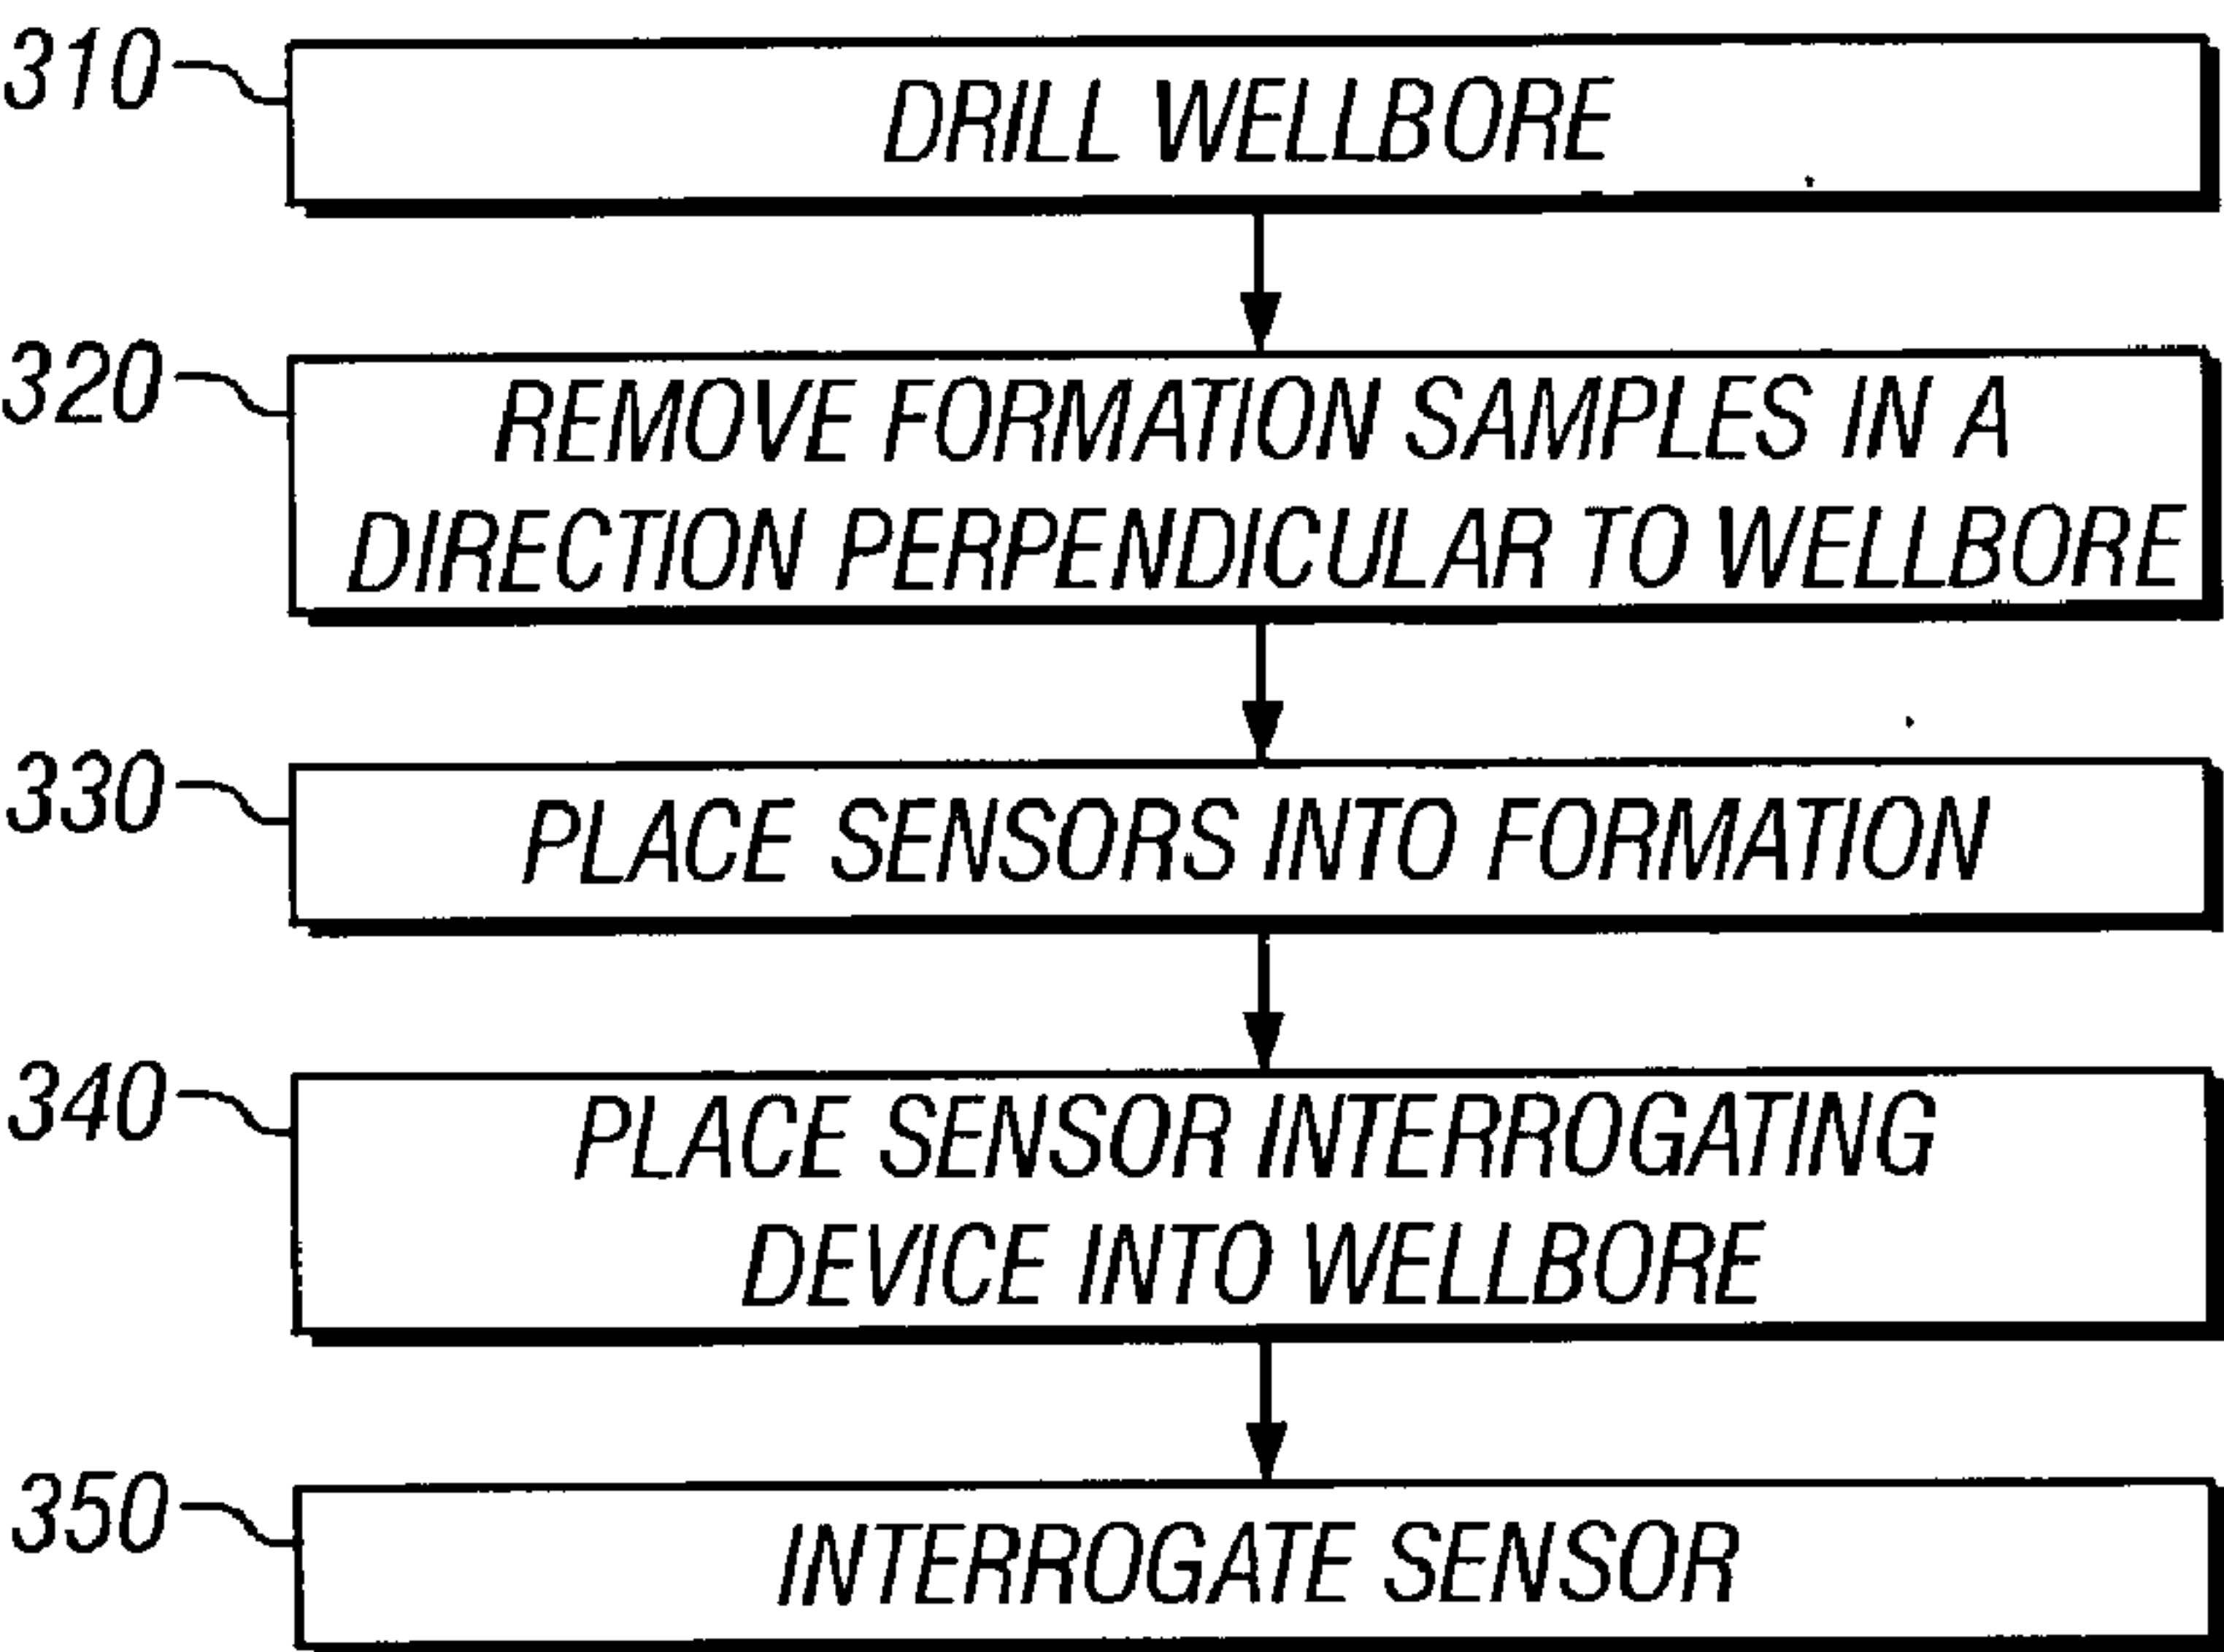 310
DRILL WELLBORE
320
REMOVE FORMATION SAMPLES IN A
DIRECTION PERPENDICULAR TO WELLBORE
330
PLACE SENSORS INTO FORMATION
340
PLACE SENSOR INTERROGATING
DEVICE INTO WELLBORE
350
INTERROGATE SENSOR